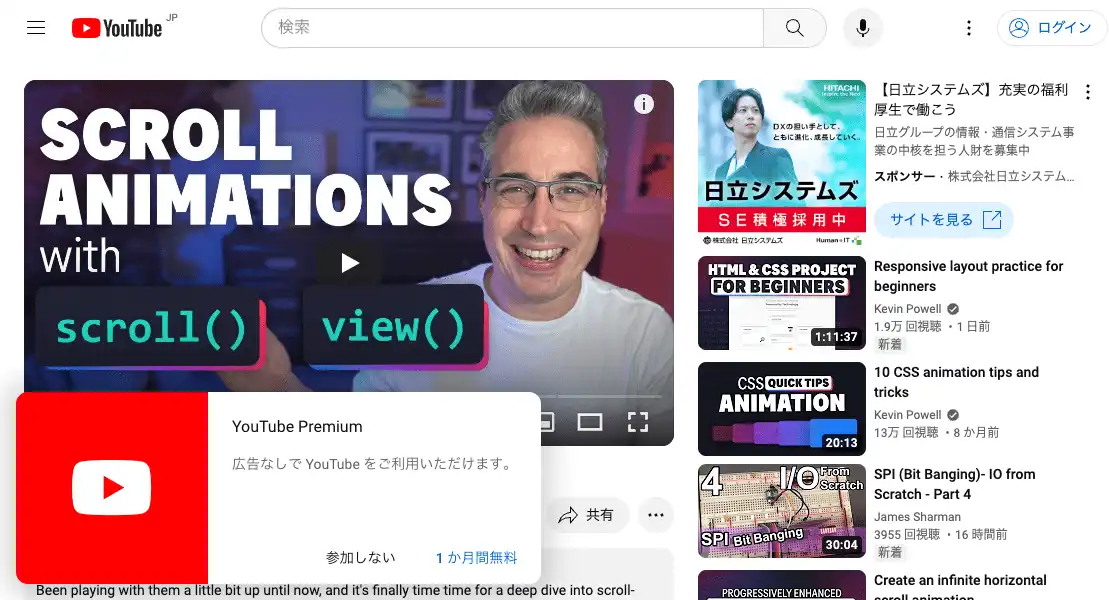 YouTube JP
検索
ログイン
SCROLL
ANIMATIONS
with
scroll() view()
YouTube Premium
広告なしで YouTube をご利用いただけます。
参加しない
1 か月間無料
共有
Been playing with them a little bit up until now, and it's finally time time for a deep dive into scroll-
HITACHI
Inspire the Next
DXの担い手として、
ともに進化、成長していく。
日立システムズ
SE積極採用中
株式会社 日立システムズ
Human★IT
【日立システムズ】充実の福利
厚生で働こう
日立グループの情報・通信システム事
業の中核を担う人財を募集中
スポンサー・株式会社日立システム...
サイトを見る
HTML & CSS PROJECT
FOR BEGINNERS
1:11:37
Responsive layout practice for
beginners
Kevin Powell
1.9万 回視聴 ・1 日前
新着
CSS QUICK TIPS
ANIMATION
20:13
10 CSS animation tips and
tricks
Kevin Powell
13万 回視聴 ・8 か月前
4 I/O From
Scratch
SPI Bit Banging
30:04
SPI (Bit Banging)- IO from
Scratch - Part 4
James Sharman
3955 回視聴 ・16 時間前
新着
PROGRESSIVELY ENHANCED
Create an infinite horizontal
scroll animation